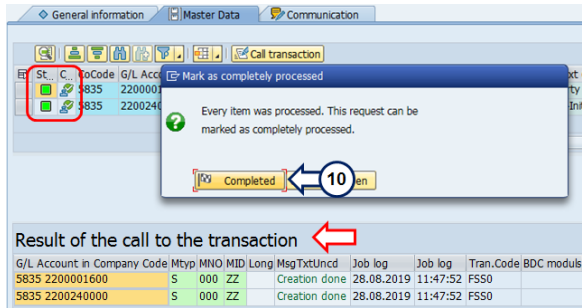 General information Master Data Communication
Call transaction
St.. C.. CoCode G/L Acc
5835 2200001
5835 2200240
Mark as completely processed
Every item was processed. This request can be
marked as completely processed.
Completed
10
Result of the call to the transaction
G/L Account in Company Code Mtyp MNO MID Long MsgTxtUncd Job log Job log Tran.Code BDC moduls
5835 2200001600 S 000 ZZ Creation done 28.08.2019 11:47:52 FSS0
5835 2200240000 S 000 ZZ Creation done 28.08.2019 11:47:52 FSS0